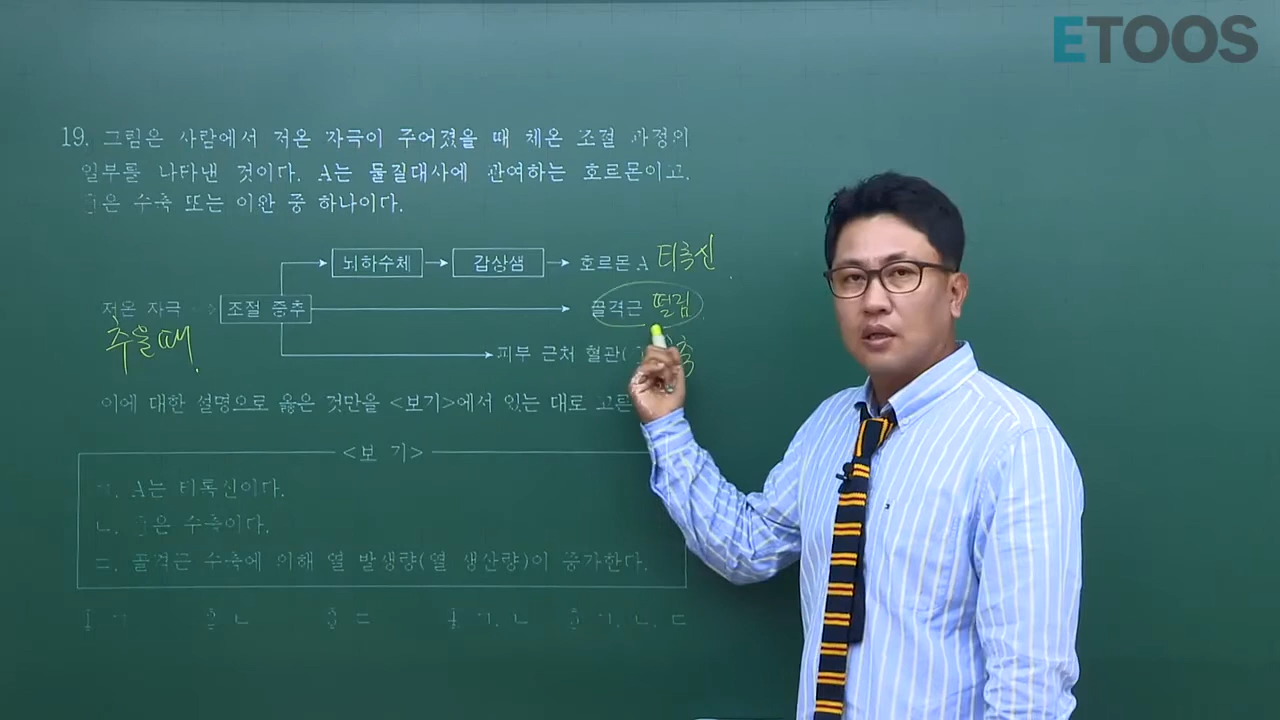 ETOOS
19. 그림은 사람에서 저온 자극이 주어졌을 때 체온 조절 과정의
일부를 나타낸 것이다. A는 물질대사에 관여하는 호르몬이고,
㉠은 수축 또는 이완 중 하나이다.
뇌하수체 갑상샘 호르몬 A 티록신
저온 자극 조절 중추 골격근 떨림
추울 때
피부 근처 혈관( 축
이에 대한 설명으로 옳은 것만을 <보기>에서 있는 대로 고른
<보 기>
ㄱ. A는 티록신이다.
ㄴ. ㉠은 수축이다.
ㄷ. 골격근 수축에 의해 열 발생량(열 생산량)이 증가한다.
① ㄱ ② ㄴ ③ ㄷ ④ ㄱ, ㄴ ⑤ ㄱ, ㄴ, ㄷ